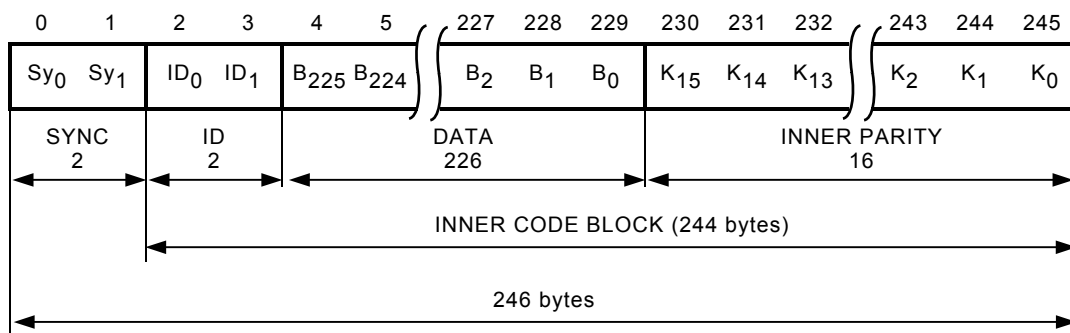 0 1 2 3 4 5 227 228 229 230 231 232 243 244 245
Sy0 Sy1 ID0 ID1 B225 B224 B2 B1 B0 K15 K14 K13 K2 K1 K0
SYNC ID DATA INNER PARITY
2 2 226 16
INNER CODE BLOCK (244 bytes)
246 bytes